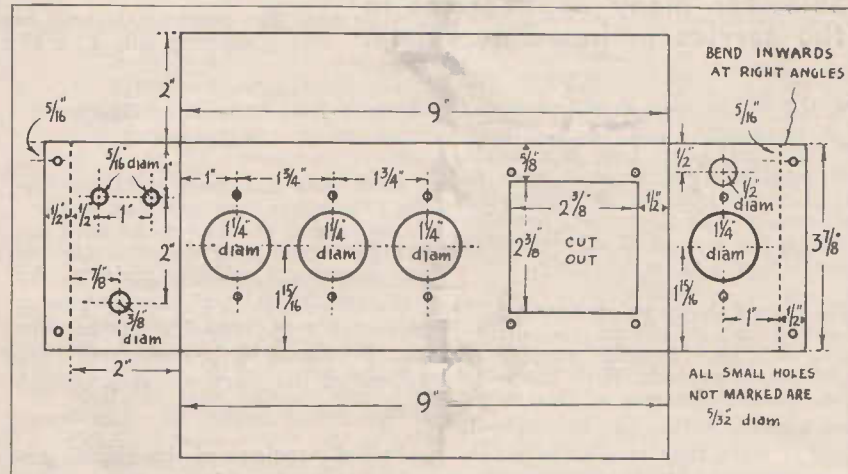 2"
BEND INWARDS
AT RIGHT ANGLES
9"
5/16"
5/16"
5/16" diam
1"
1"
1 3/4"
1 3/4"
5/8"
1/2"
1/2"
diam
1/2"
1/2"
1"
2"
1 1/4"
diam
1 1/4"
diam
1 1/4"
diam
2 3/8"
1/2"
2 3/8"
CUT
OUT
1 1/4"
diam
3 7/8"
7/8"
3/8"
diam
1 15/16"
1 15/16"
1"
1/2"
2"
9"
ALL SMALL HOLES
NOT MARKED ARE
5/32" diam